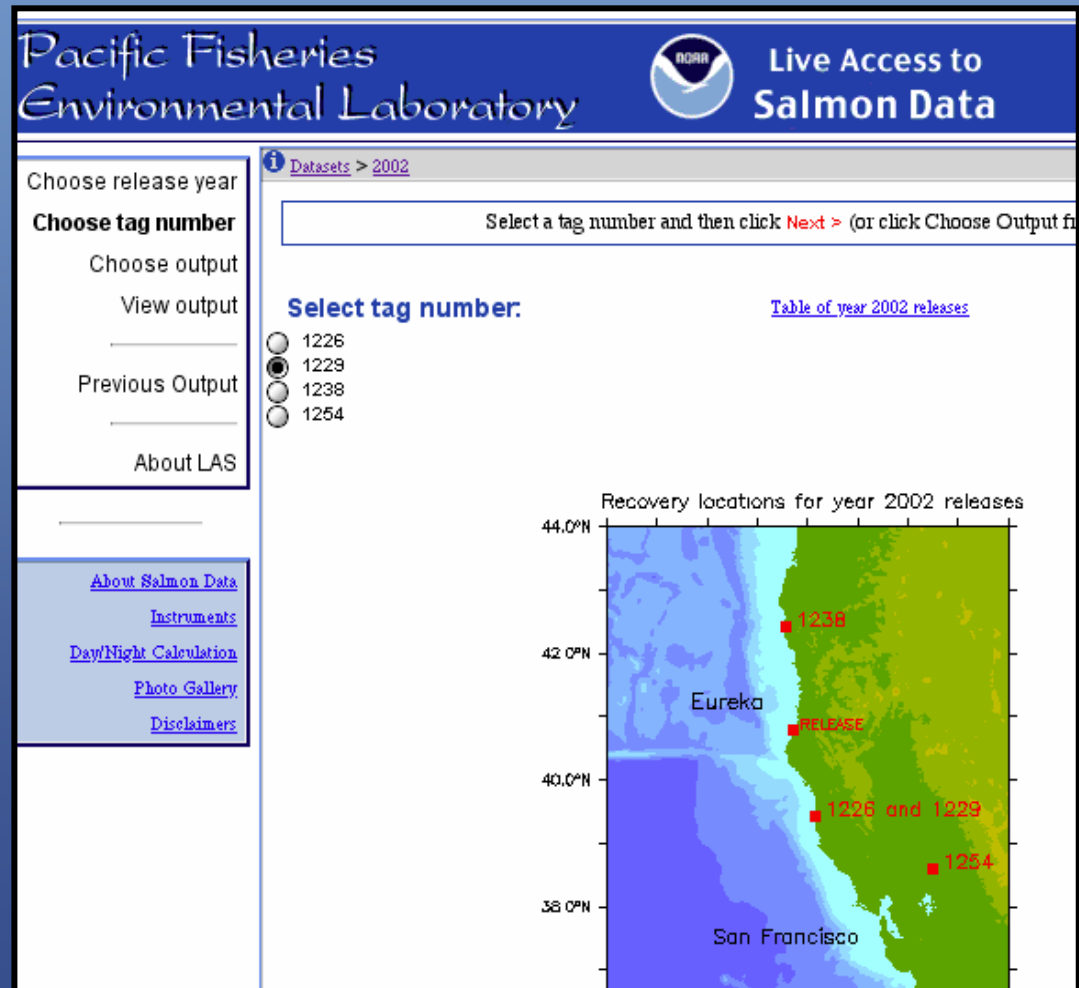 Pacific Fisheries
Environmental Laboratory
NOAA
Live Access to
Salmon Data
Choose release year
Choose tag number
Choose output
View output
Previous Output
About LAS
About Salmon Data
Instruments
Day/Night Calculation
Photo Gallery
Disclaimers
i Datasets > 2002
Select a tag number and then click Next > (or click Choose Output
Select tag number:
Table of year 2002 releases
1226
1229
1238
1254
Recovery locations for year 2002 releases
44.0°N
42.0°N
40.0°N
38.0°N
1238
Eureka
RELEASE
1226 and 1229
1254
San Francisco